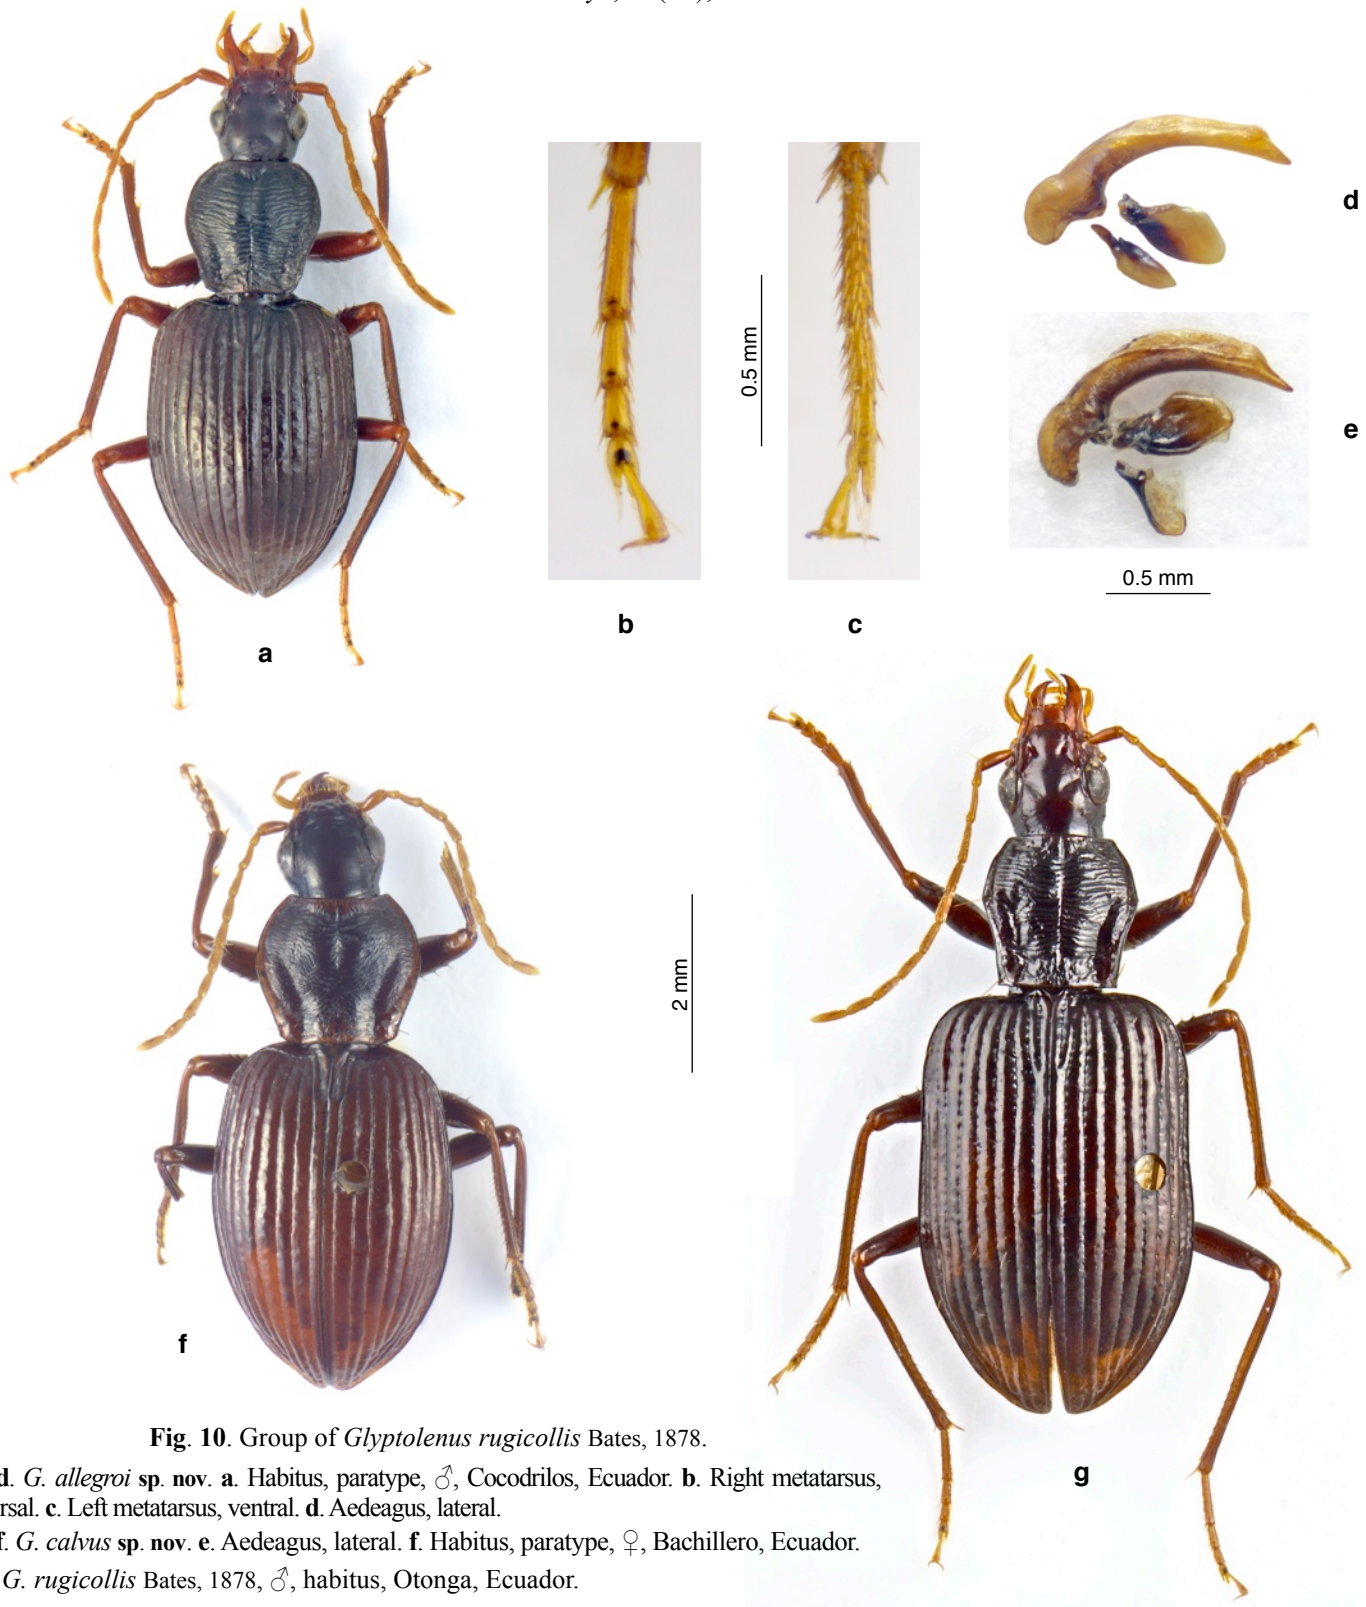 d
0.5 mm
e
0.5 mm
b
c
a
2 mm
f
g
Fig. 10. Group of Glyptolenus rugicollis Bates, 1878.
d. G. allegroi sp. nov. a. Habitus, paratype, ♂, Cocodrilos, Ecuador. b. Right metatarsus,
c. Left metatarsus, ventral. d. Aedeagus, lateral.
G. calvus sp. nov. e. Aedeagus, lateral. f. Habitus, paratype, ♀, Bachillero, Ecuador.
G. rugicollis Bates, 1878, ♂, habitus, Otonga, Ecuador.